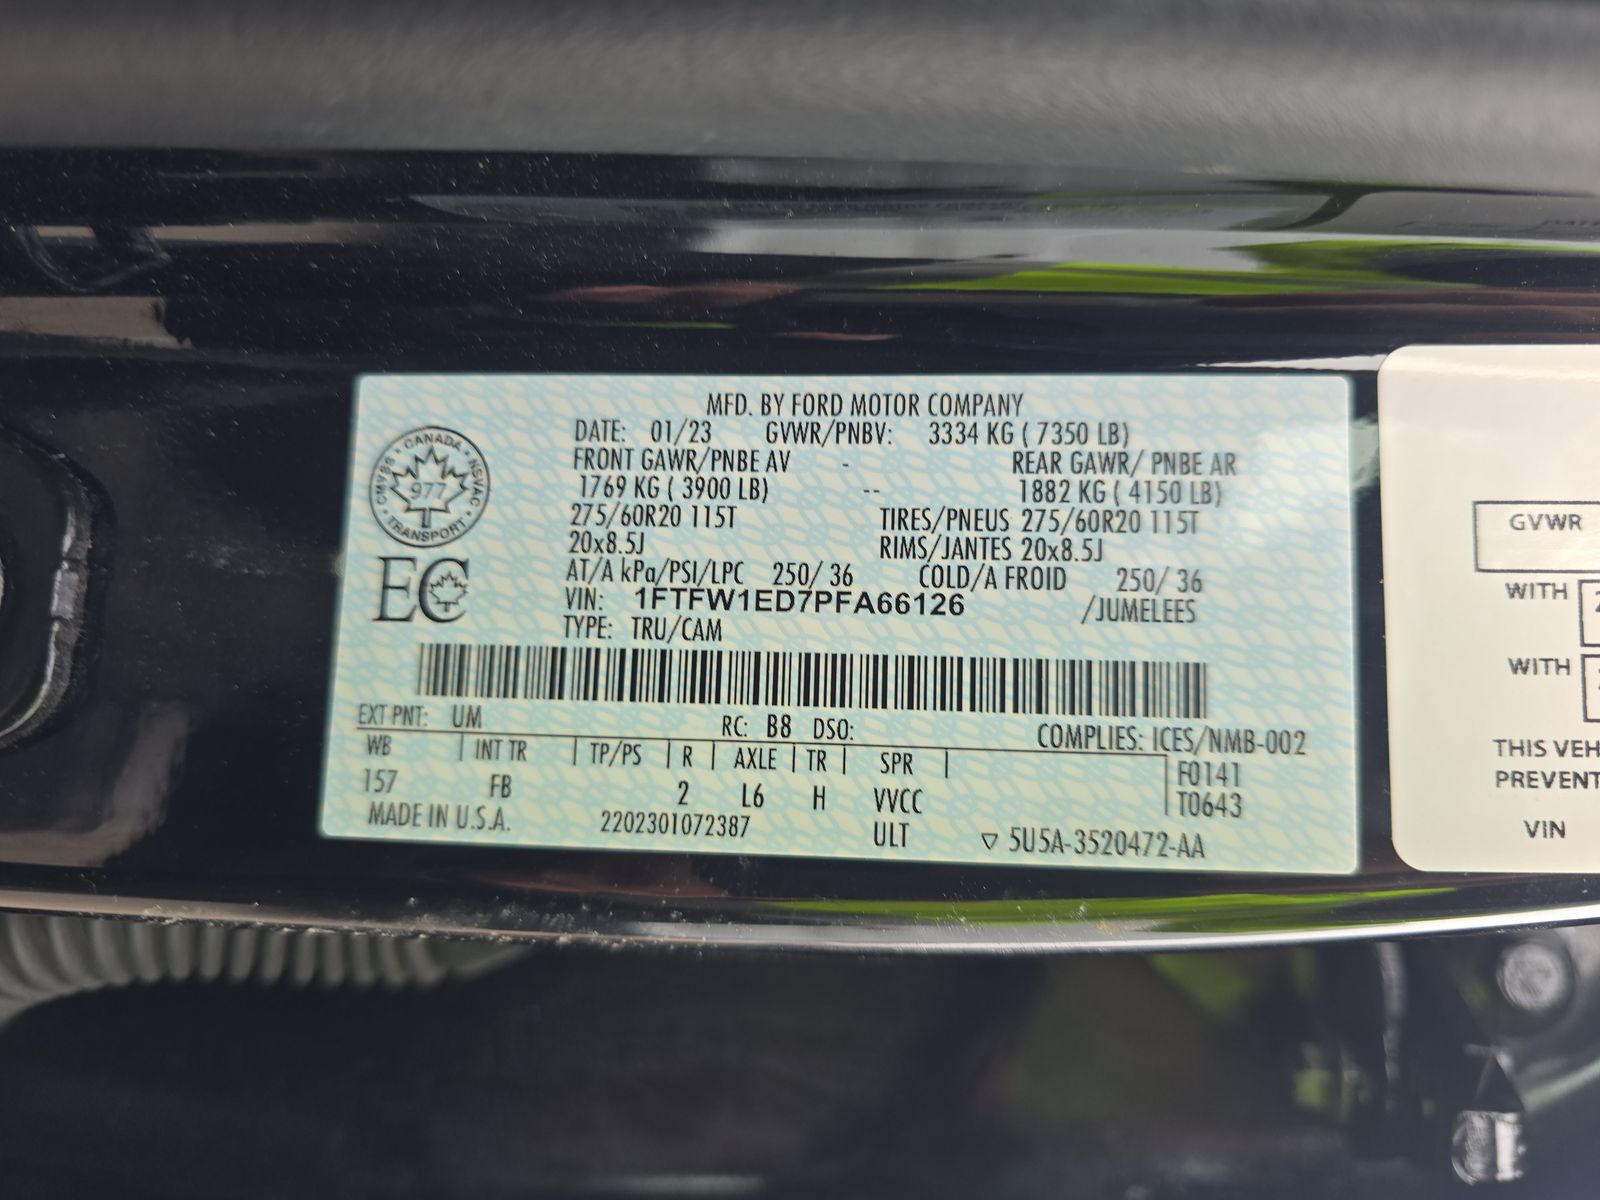 MFD. BY FORD MOTOR COMPANY
DATE: 01/23 GVWR/PNBV: 3334 KG ( 7350 LB)
FRONT GAWR/PNBE AV - REAR GAWR/ PNBE AR
1769 KG ( 3900 LB) -- 1882 KG ( 4150 LB)
275/60R20 115T TIRES/PNEUS 275/60R20 115T
20x8.5J RIMS/JANTES 20x8.5J
AT/A kPa/PSI/LPC 250/ 36 COLD/A FROID 250/ 36
VIN: 1FTFW1ED7PFA66126 /JUMELEES
TYPE: TRU/CAM
CANADA
CMVSS · NSVAC
977
TRANSPORT
EC
EXT PNT: UM RC: B8 DSO: COMPLIES: ICES/NMB-002
WB | INT TR | TP/PS | R | AXLE | TR | SPR | F0141
157 FB 2 L6 H VVCC T0643
MADE IN U.S.A. 2202301072387 ULT ▽ 5U5A-3520472-AA
GVWR
WITH
WITH
THIS VEH
PREVENT
VIN